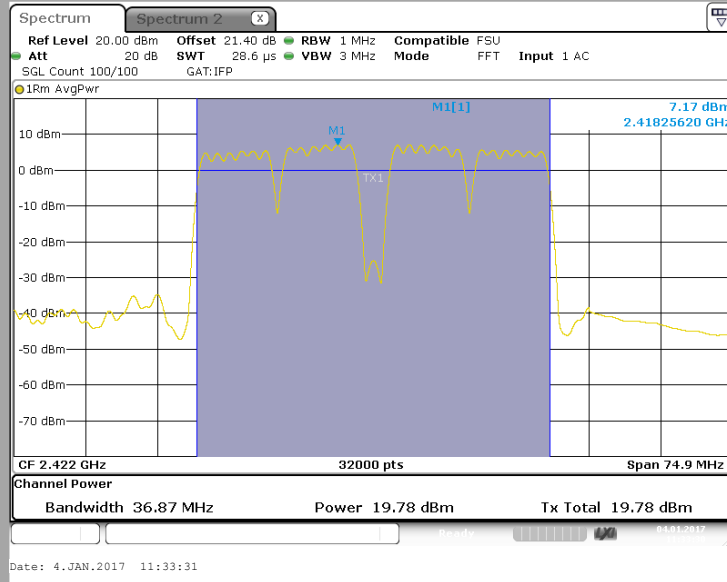 Spectrum Spectrum 2 X
Ref Level 20.00 dBm Offset 21.40 dB RBW 1 MHz Compatible FSU
Att 20 dB SWT 28.6 µs VBW 3 MHz Mode FFT Input 1 AC
SGL Count 100/100 GAT:IFP
1Rm AvgPwr
M1[1] 7.17 dBm
2.41825620 GHz
M1
10 dBm
0 dBm
TX1
-10 dBm
-20 dBm
-30 dBm
-40 dBm
-50 dBm
-60 dBm
-70 dBm
CF 2.422 GHz 32000 pts Span 74.9 MHz
Channel Power
Bandwidth 36.87 MHz Power 19.78 dBm Tx Total 19.78 dBm
Ready 04.01.2017
Date: 4.JAN.2017 11:33:31